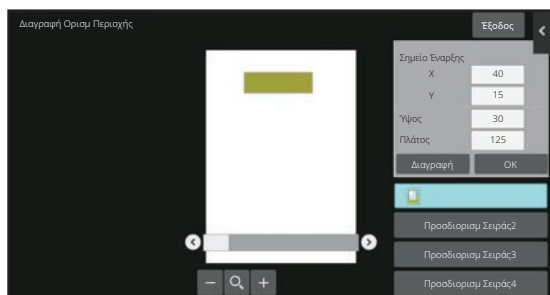 Διαγραφή Ορισμ Περιοχής
Έξοδος
Σημείο Έναρξης
X 40
Y 15
Ύψος 30
Πλάτος 125
Διαγραφή OK
Προσδιορισμ Σειράς2
Προσδιορισμ Σειράς3
Προσδιορισμ Σειράς4